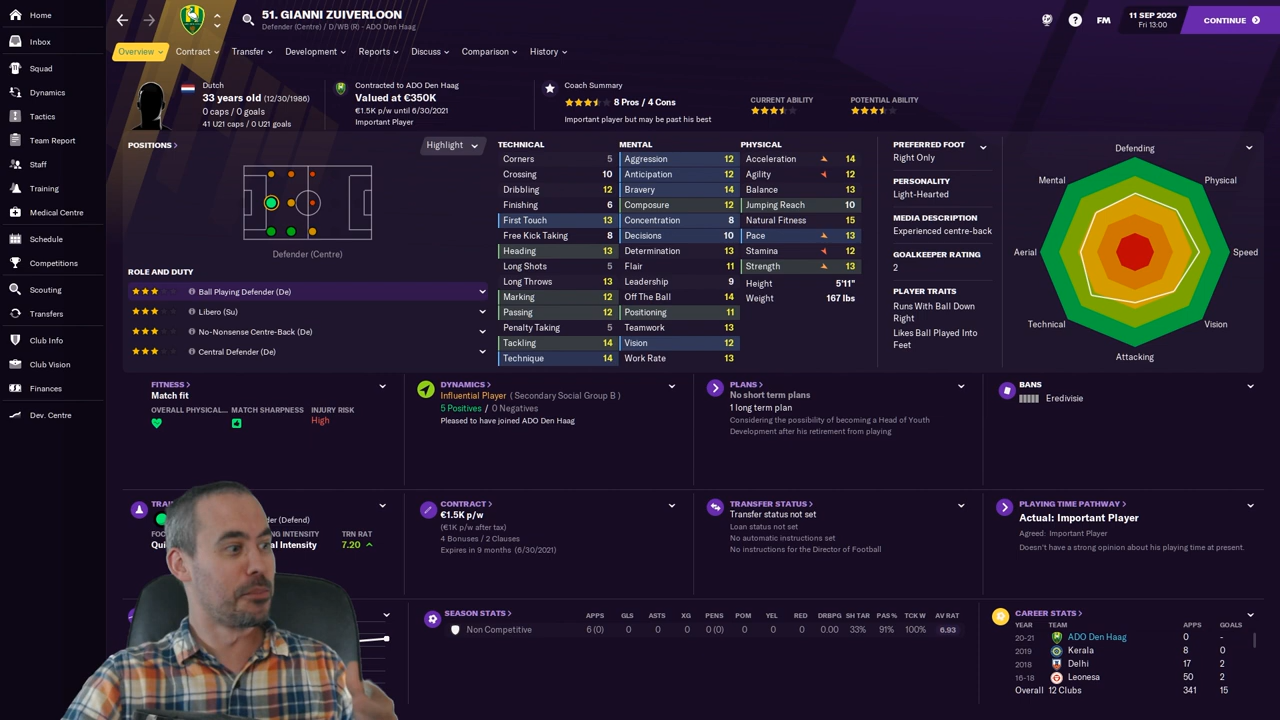 Home
Inbox
Squad
Dynamics
Tactics
Team Report
Staff
Training
Medical Centre
Schedule
Competitions
Scouting
Transfers
Club Info
Club Vision
Finances
Dev. Centre
51. GIANNI ZUIVERLOON
Defender (Centre) / D/WB (R) - ADO Den Haag
FM
11 SEP 2020
Fri 13:00
CONTINUE
Overview Contract Transfer Development Reports Discuss Comparison History
Dutch
33 years old (12/30/1986)
0 caps / 0 goals
41 U21 caps / 0 U21 goals
Contracted to ADO Den Haag
Valued at €350K
€1.5K p/w until 6/30/2021
Important Player
Coach Summary
8 Pros / 4 Cons
Important player but may be past his best
CURRENT ABILITY
POTENTIAL ABILITY
POSITIONS
Highlight
Defender (Centre)
ROLE AND DUTY
Ball Playing Defender (De)
Libero (Su)
No-Nonsense Centre-Back (De)
Central Defender (De)
TECHNICAL
Corners 5
Crossing 10
Dribbling 12
Finishing 6
First Touch 13
Free Kick Taking 8
Heading 13
Long Shots 5
Long Throws 13
Marking 12
Passing 12
Penalty Taking 5
Tackling 14
Technique 14
MENTAL
Aggression 12
Anticipation 12
Bravery 14
Composure 12
Concentration 8
Decisions 10
Determination 13
Flair 11
Leadership 9
Off The Ball 14
Positioning 11
Teamwork 13
Vision 12
Work Rate 13
PHYSICAL
Acceleration 14
Agility 12
Balance 13
Jumping Reach 10
Natural Fitness 15
Pace 13
Stamina 12
Strength 13
Height 5'11"
Weight 167 lbs
PREFERRED FOOT
Right Only
PERSONALITY
Light-Hearted
MEDIA DESCRIPTION
Experienced centre-back
GOALKEEPER RATING
2
PLAYER TRAITS
Runs With Ball Down
Right
Likes Ball Played Into
Feet
Defending
Physical
Speed
Vision
Attacking
Technical
Aerial
Mental
FITNESS
Match fit
OVERALL PHYSICAL... MATCH SHARPNESS INJURY RISK
High
DYNAMICS
Influential Player ( Secondary Social Group B )
5 Positives / 0 Negatives
Pleased to have joined ADO Den Haag
PLANS
No short term plans
1 long term plan
Considering the possibility of becoming a Head of Youth
Development after his retirement from playing
BANS
Eredivisie
TRN RAT
7.20
CONTRACT
€1.5K p/w
(€1K p/w after tax)
4 Bonuses / 2 Clauses
Expires in 9 months (6/30/2021)
TRANSFER STATUS
Transfer status not set
Loan status not set
No automatic instructions set
No instructions for the Director of Football
PLAYING TIME PATHWAY
Actual: Important Player
Agreed: Important Player
Doesn't have a strong opinion about his playing time at present.
SEASON STATS
APPS GLS ASTS XG PENS POM YEL RED DRBPG SH TAR PAS % TCK W AV RAT
Non Competitive 6 (0) 0 0 0 0 (0) 0 0 0 0.00 33% 91% 100% 6.93
CAREER STATS
YEAR TEAM APPS GOALS
20-21 ADO Den Haag 0 -
2019 Kerala 8 0
2018 Delhi 17 2
16-18 Leonesa 50 2
Overall 12 Clubs 341 15